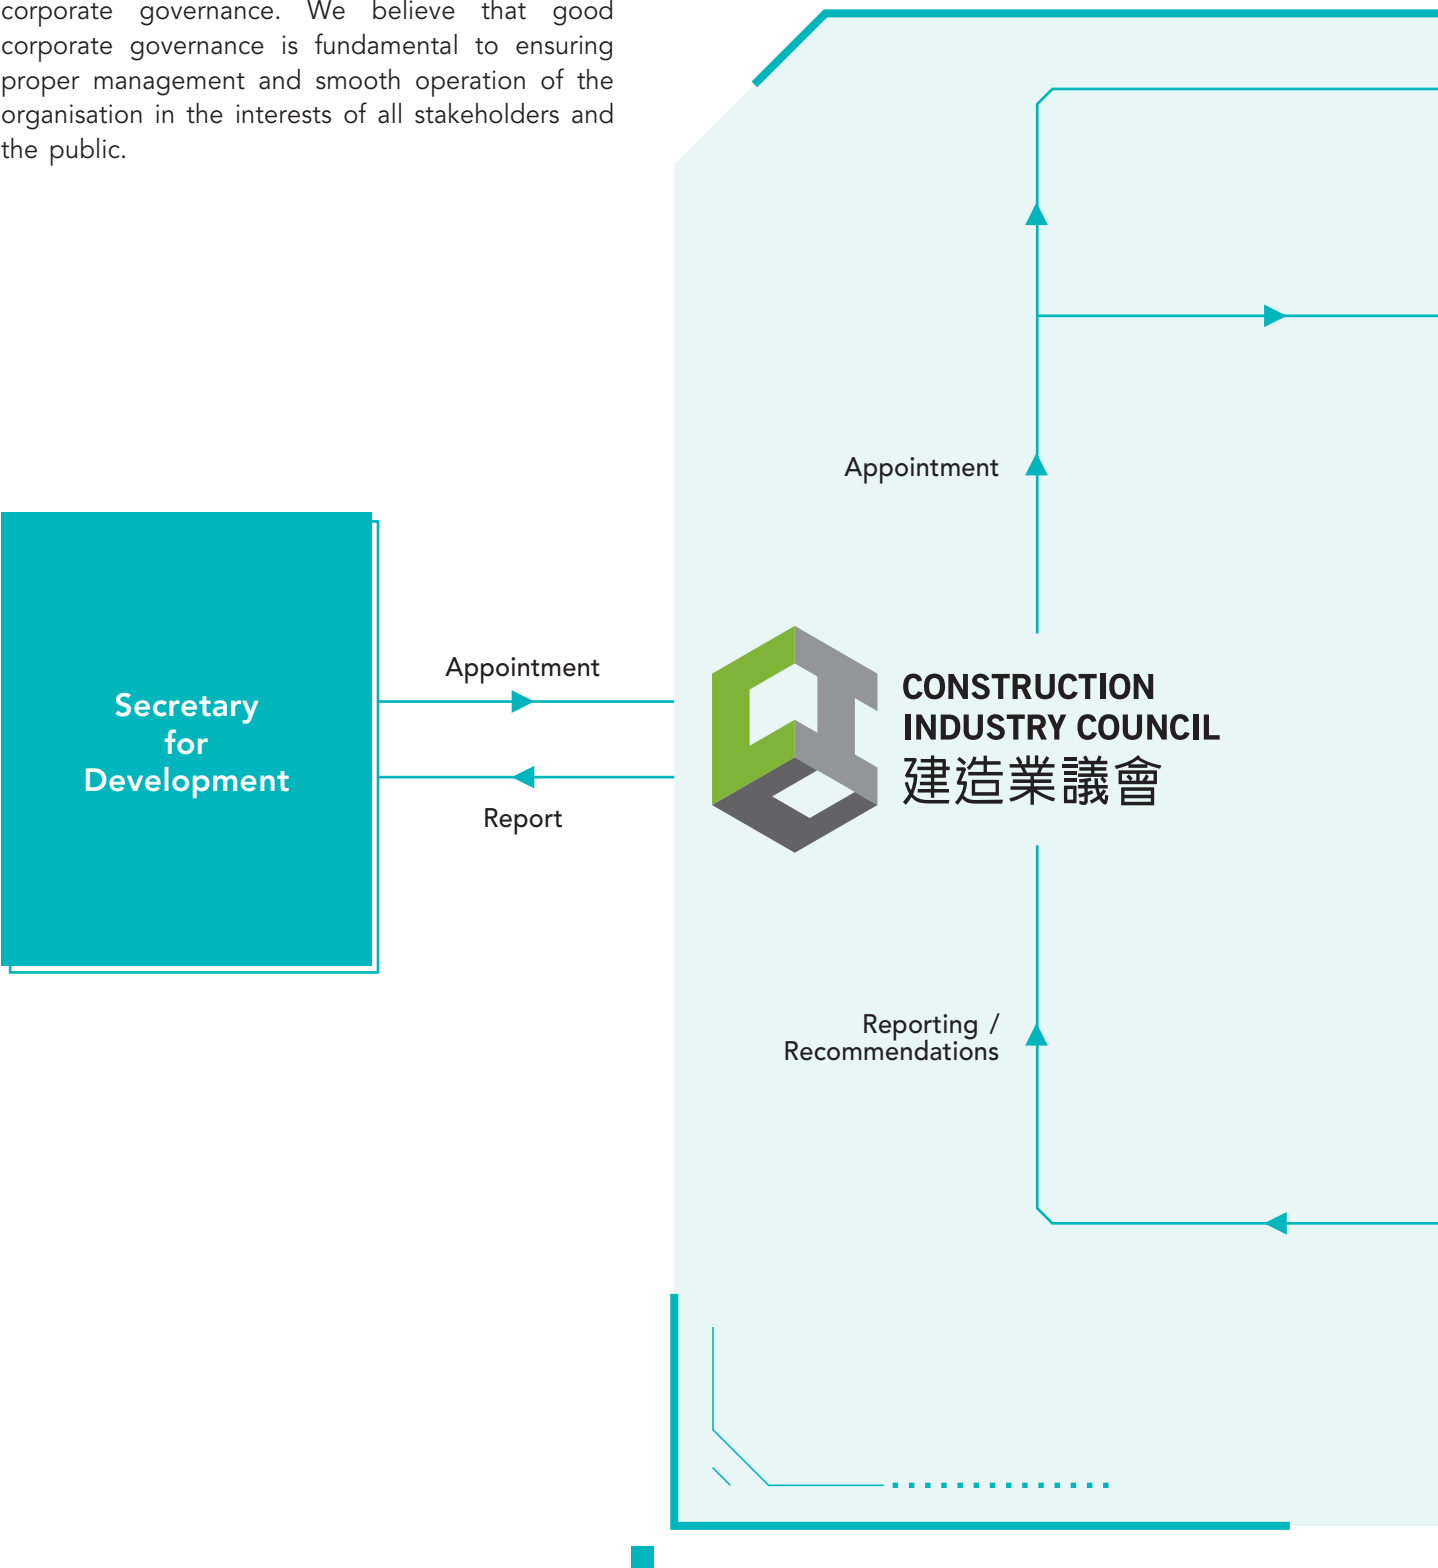 corporate governance. We believe that good
corporate governance is fundamental to ensuring
proper management and smooth operation of the
organisation in the interests of all stakeholders and
the public.
Appointment
Secretary
for
Development
Appointment
Report
CONSTRUCTION
INDUSTRY COUNCIL
建造業議會
Reporting /
Recommendations